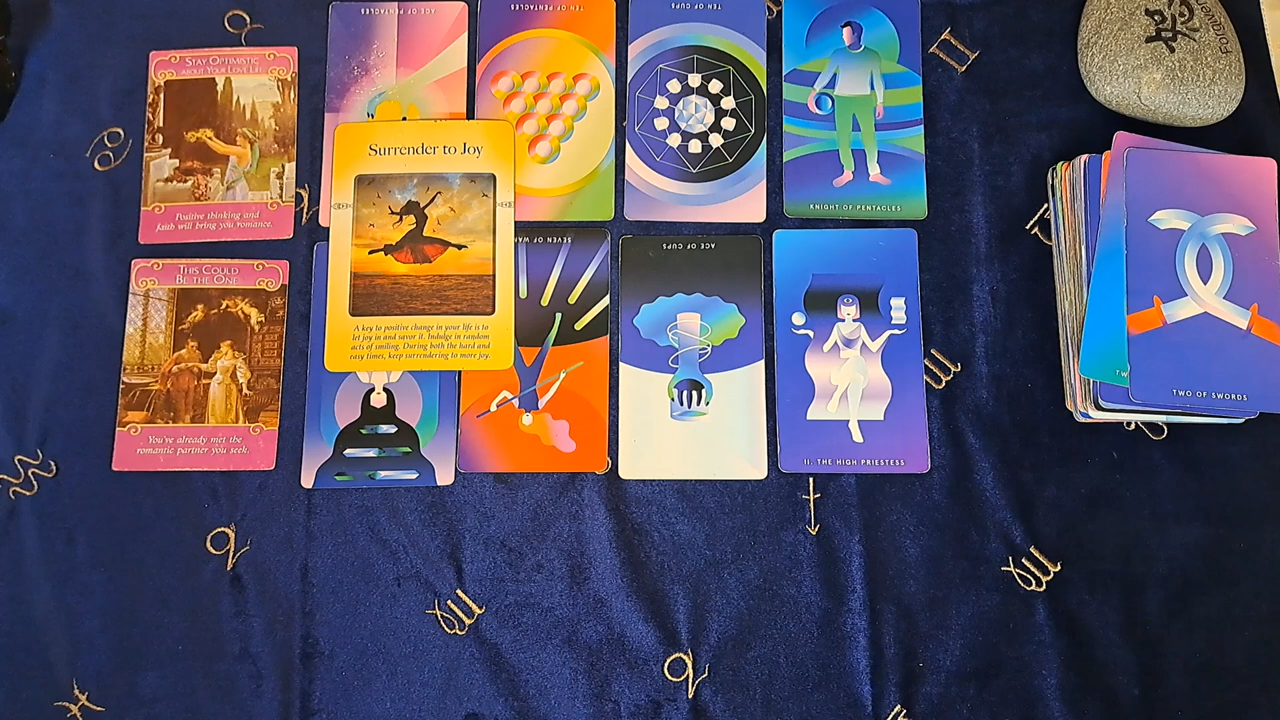 STAY OPTIMISTIC
ABOUT YOUR LOVE LIFE
Positive thinking and
faith will bring you romance.
ACE OF PENTACLES
TEN OF PENTACLES
TEN OF CUPS
KNIGHT OF PENTACLES
Surrender to Joy
A key to positive change in your life is to
let joy in and savor it. Indulge in random
acts of smiling. During both the hard and
easy times, keep surrendering to more joy.
THIS COULD
BE THE ONE
You've already met the
romantic partner you seek.
SEVEN OF WAN
ACE OF CUPS
II. THE HIGH PRIESTESS
TW
TWO OF SWORDS